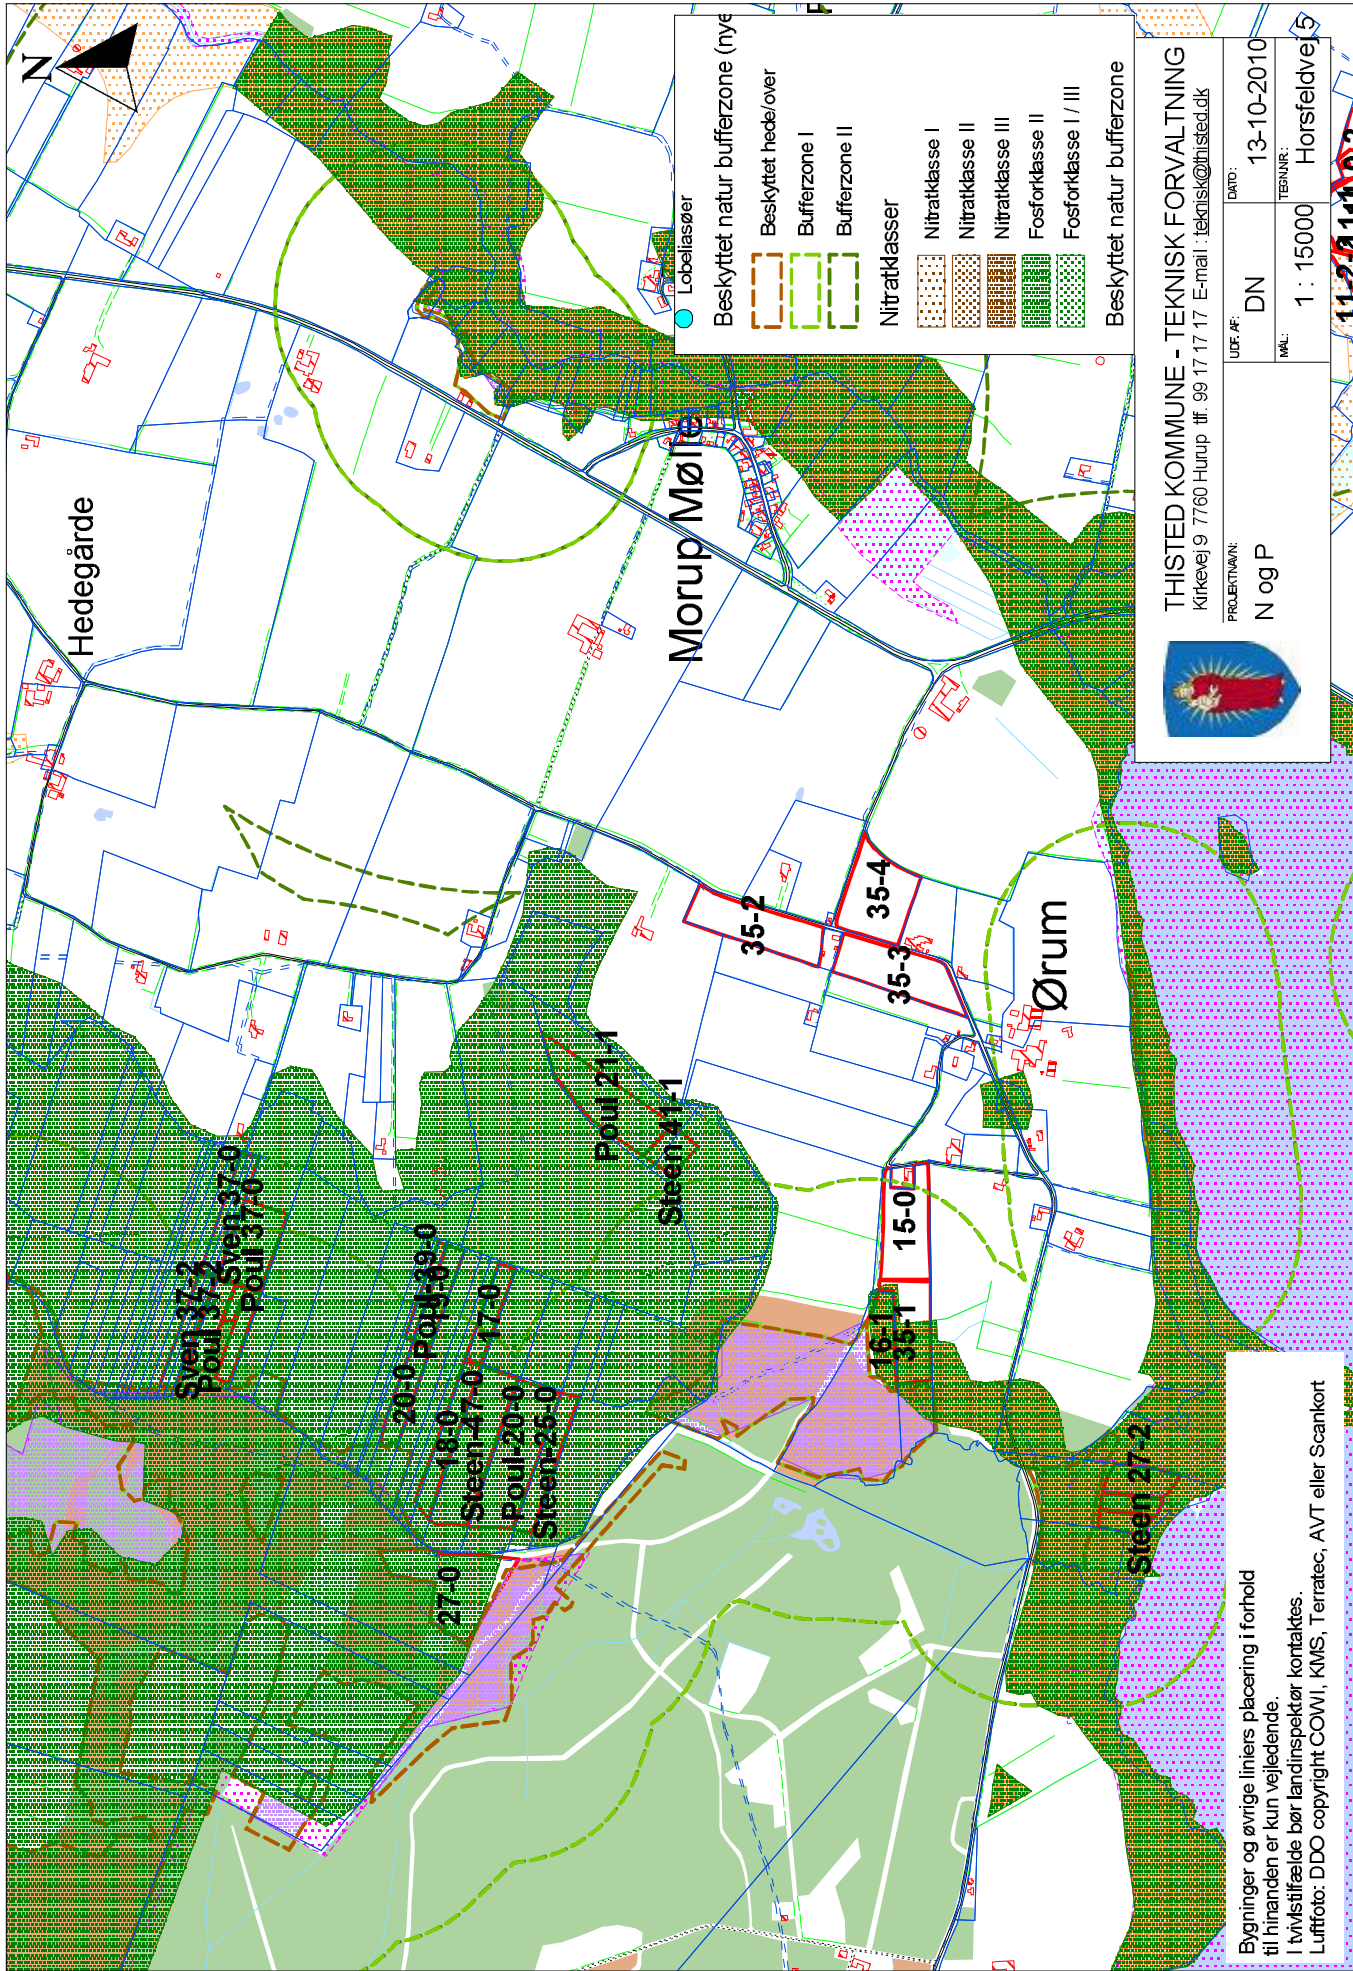 N
Hedegårde
Morup Mølle
Ørum
Sven 37-2
Poul 37-2
Sven 37-0
Poul 37-0
20-0
Poul-39-0
18-0
17-0
Steen-47-0
Poul-20-0
Steen-25-0
27-0
Poul 21-1
Steen 41-1
35-2
35-4
35-3
15-0
16-1
35-1
Steen 27-2
Lobeliasøer
Beskyttet natur bufferzone (nye
Beskyttet hede/over
Bufferzone I
Bufferzone II
Nitratklasser
Nitratklasse I
Nitratklasse II
Nitratklasse III
Fosforklasse II
Fosforklasse I / III
Beskyttet natur bufferzone
THISTED KOMMUNE - TEKNISK FORVALTNING
Kirkevej 9 7760 Hurup tlf. 99 17 17 17 E-mail : teknisk@thisted.dk
PROJEKTNAVN:
N og P
UDF. AF:
DN
DATO:
13-10-2010
MÅL:
1 : 15000
TEGN.NR.:
Horsfeldvej 5
Bygninger og øvrige liniers placering i forhold
til hinanden er kun vejledende.
I tvivlstilfælde bør landinspektør kontaktes.
Luftfoto: DDO copyright COWI, KMS, Terratec, AVT eller Scankort